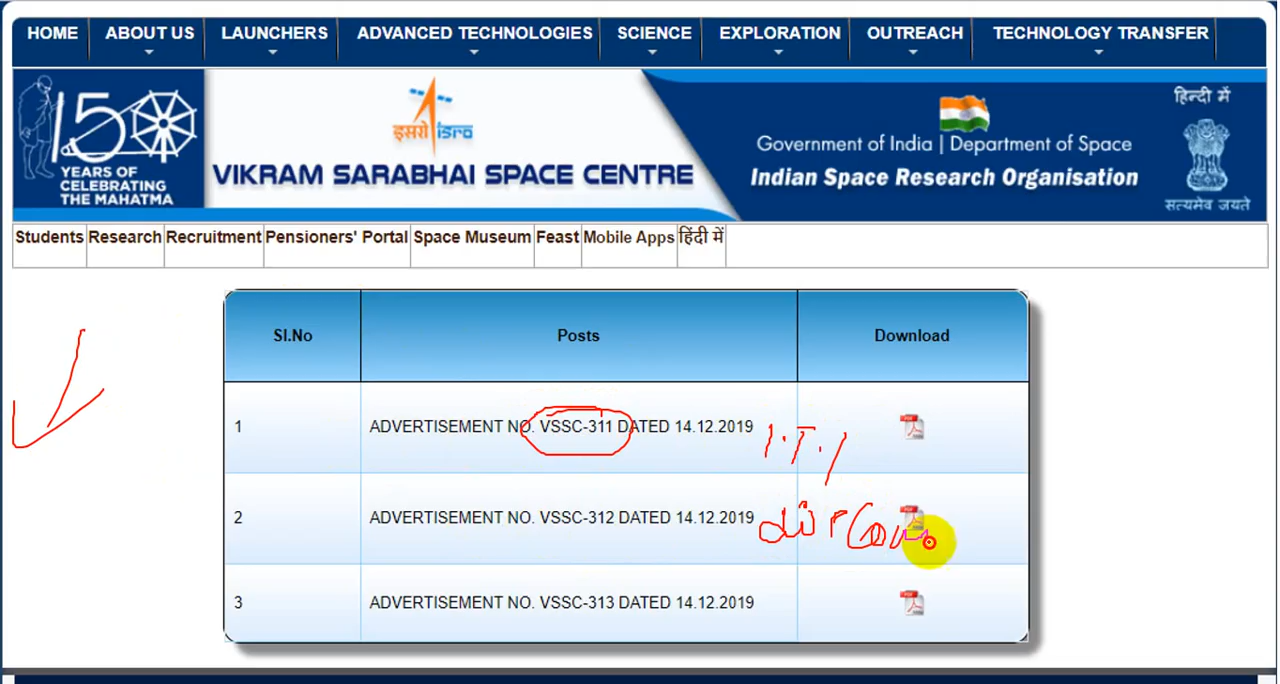 HOME ABOUT US LAUNCHERS ADVANCED TECHNOLOGIES SCIENCE EXPLORATION OUTREACH TECHNOLOGY TRANSFER
150
YEARS OF
CELEBRATING
THE MAHATMA
इसरो isro
VIKRAM SARABHAI SPACE CENTRE
Government of India | Department of Space
Indian Space Research Organisation
हिन्दी में
सत्यमेव जयते
Students Research Recruitment Pensioners' Portal Space Museum Feast Mobile Apps हिंदी में
Sl.No Posts Download
1 ADVERTISEMENT NO. VSSC-311 DATED 14.12.2019
I.T.I
2 ADVERTISEMENT NO. VSSC-312 DATED 14.12.2019
3 ADVERTISEMENT NO. VSSC-313 DATED 14.12.2019